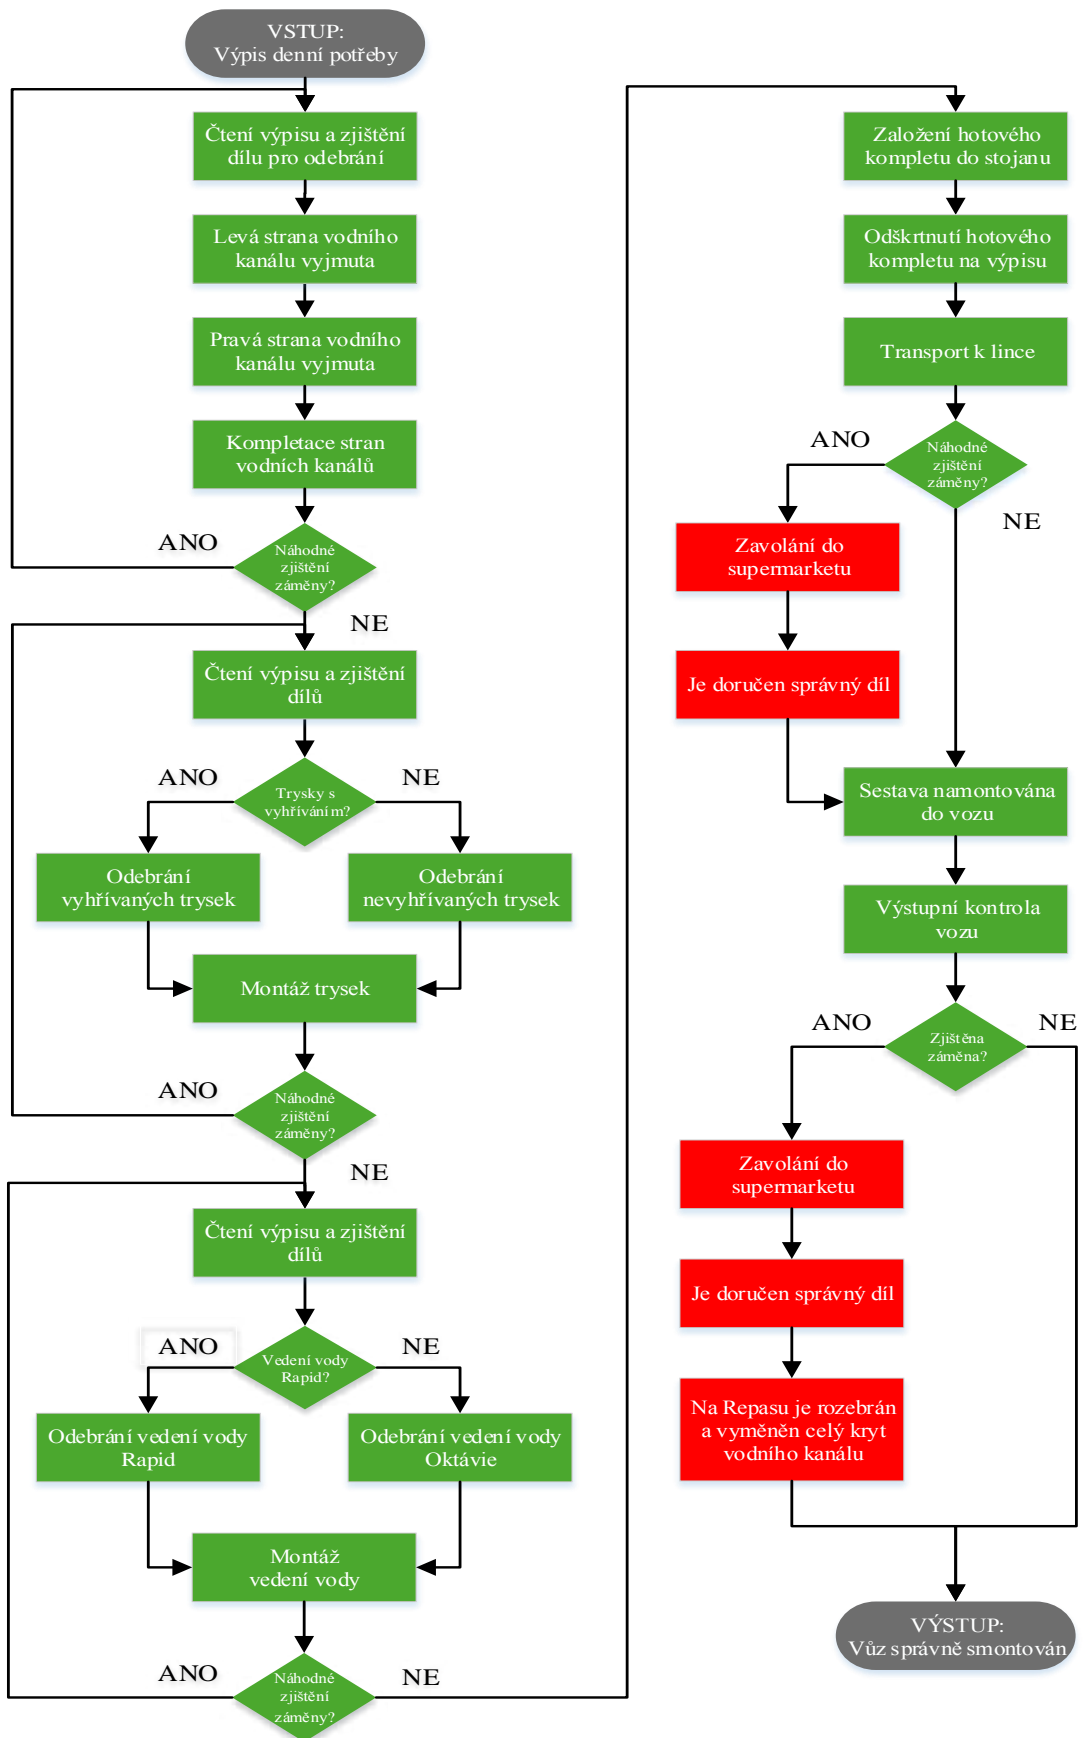 VSTUP:
Výpis denní potřeby
Čtení výpisu a zjištění
dílu pro odebrání
Levá strana vodního
kanálu vyjmuta
Pravá strana vodního
kanálu vyjmuta
Kompletace stran
vodních kanálů
ANO
Náhodné
zjištění
záměny?
NE
Čtení výpisu a zjištění
dílů
ANO
Trysky s
vyhříváním?
NE
Odebrání
vyhřívaných trysek
Odebrání
nevyhřívaných trysek
Montáž trysek
ANO
Náhodné
zjištění
záměny?
NE
Čtení výpisu a zjištění
dílů
ANO
Vedení vody
Rapid?
NE
Odebrání vedení vody
Rapid
Odebrání vedení vody
Oktávie
Montáž
vedení vody
ANO
Náhodné
zjištění
záměny?
NE
Založení hotového
kompletu do stojanu
Odškrtnutí hotového
kompletu na výpisu
Transport k lince
ANO
Náhodné
zjištění
záměny?
NE
Zavolání do
supermarketu
Je doručen správný díl
Sestava namontována
do vozu
Výstupní kontrola
vozu
ANO
Zjištěna
záměna?
NE
Zavolání do
supermarketu
Je doručen správný díl
Na Repasu je rozebrán
a vyměněn celý kryt
vodního kanálu
VÝSTUP:
Vůz správně smontován